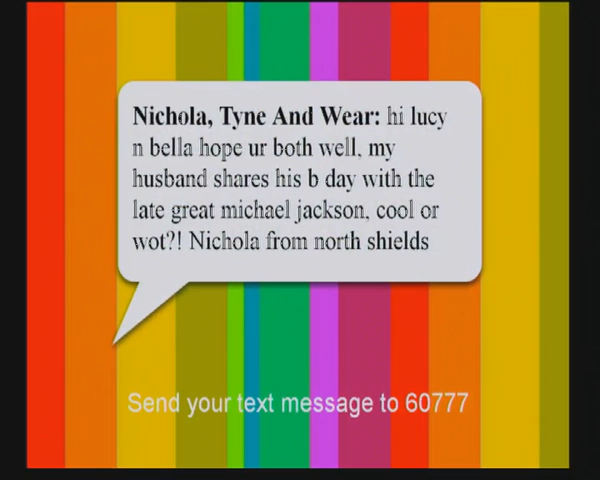 Nichola, Tyne And Wear: hi lucy
n bella hope ur both well, my
husband shares his b day with the
late great michael jackson, cool or
wot?! Nichola from north shields
Send your text message to 60777